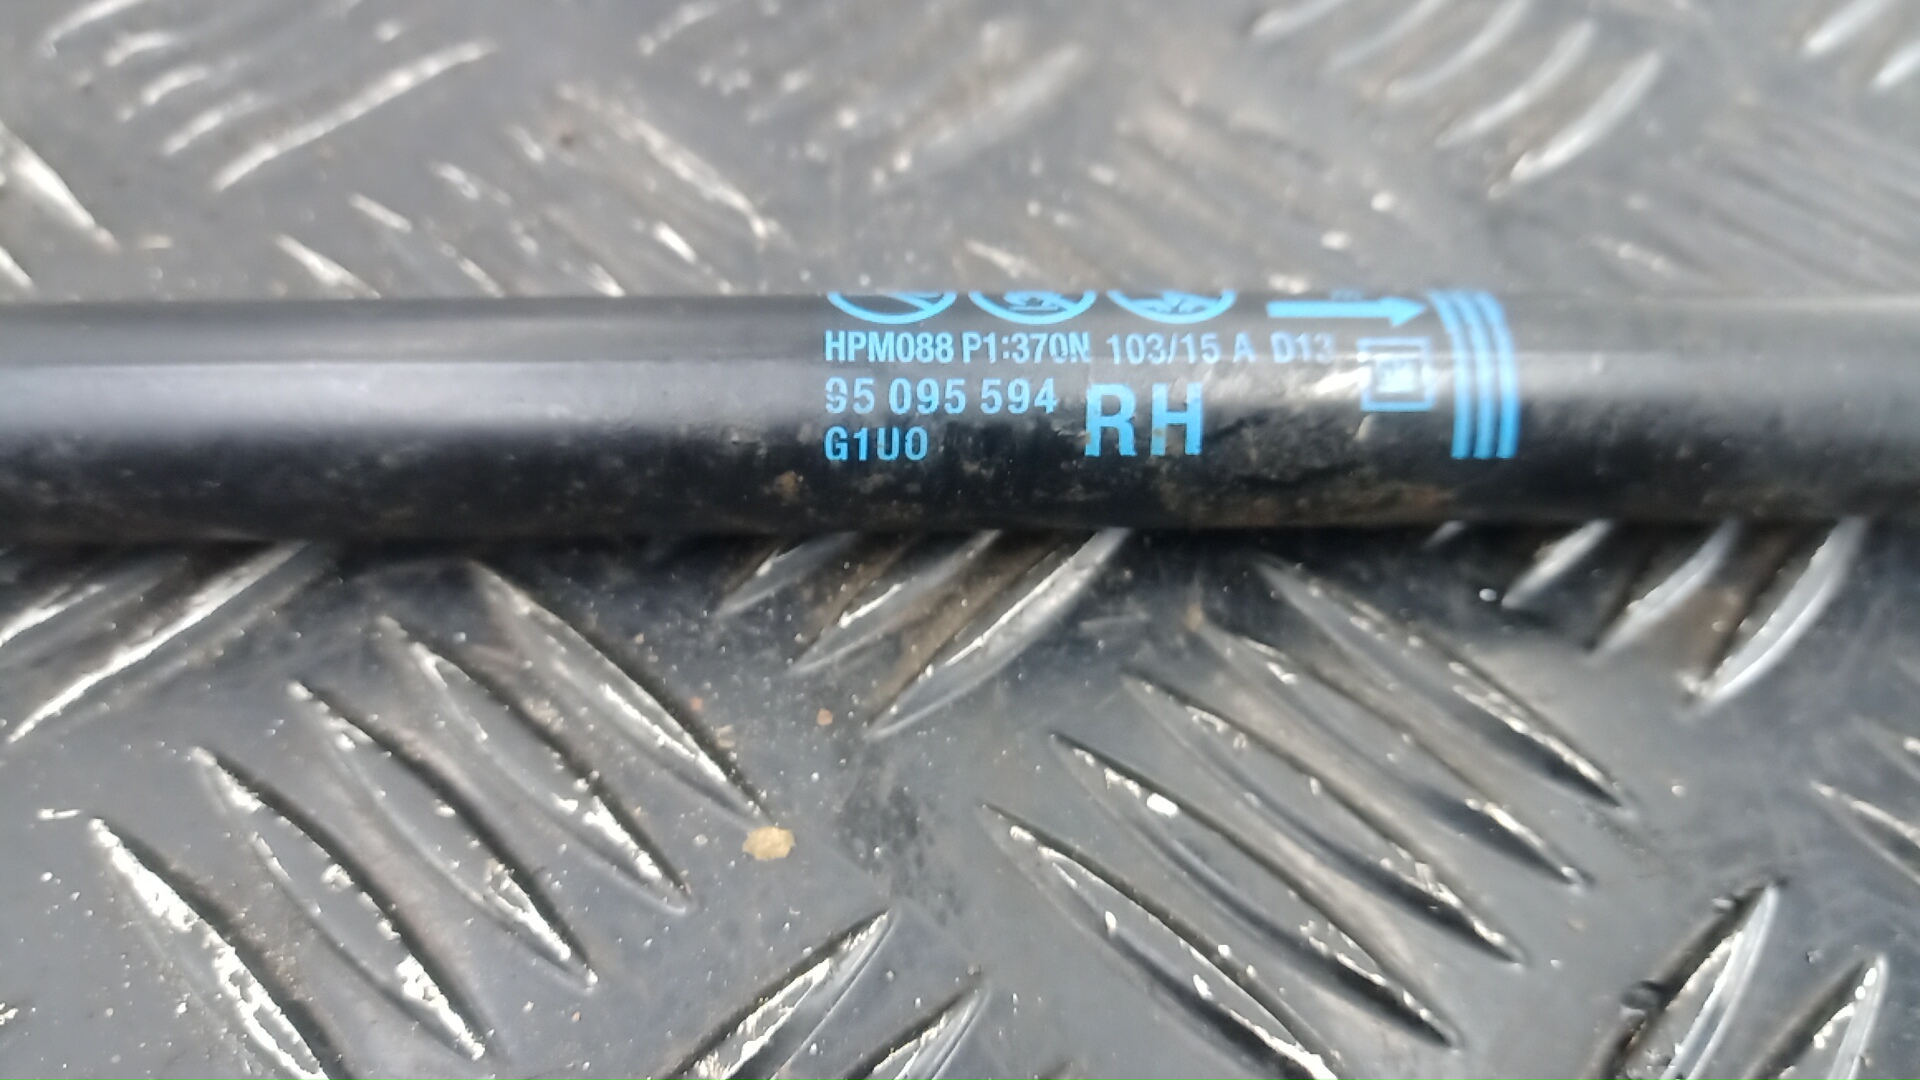 HPM088 P1:370N 103/15 A D13
95 095 594 RH
G1U0